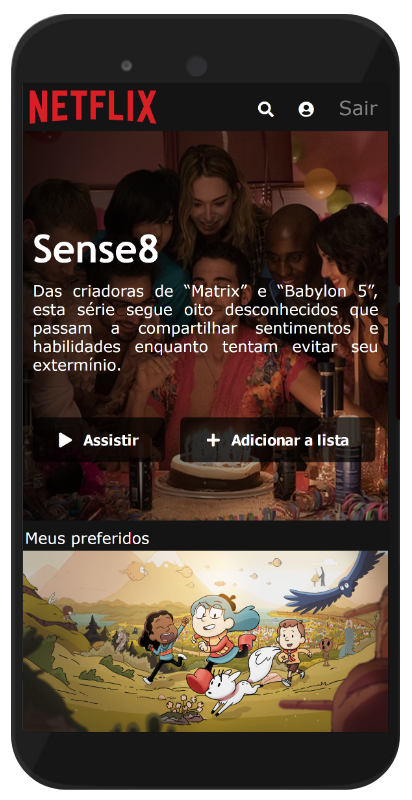 NETFLIX
Sair
Sense8
Das criadoras de “Matrix” e “Babylon 5”,
esta série segue oito desconhecidos que
passam a compartilhar sentimentos e
habilidades enquanto tentam evitar seu
extermínio.
Assistir
Adicionar a lista
Meus preferidos